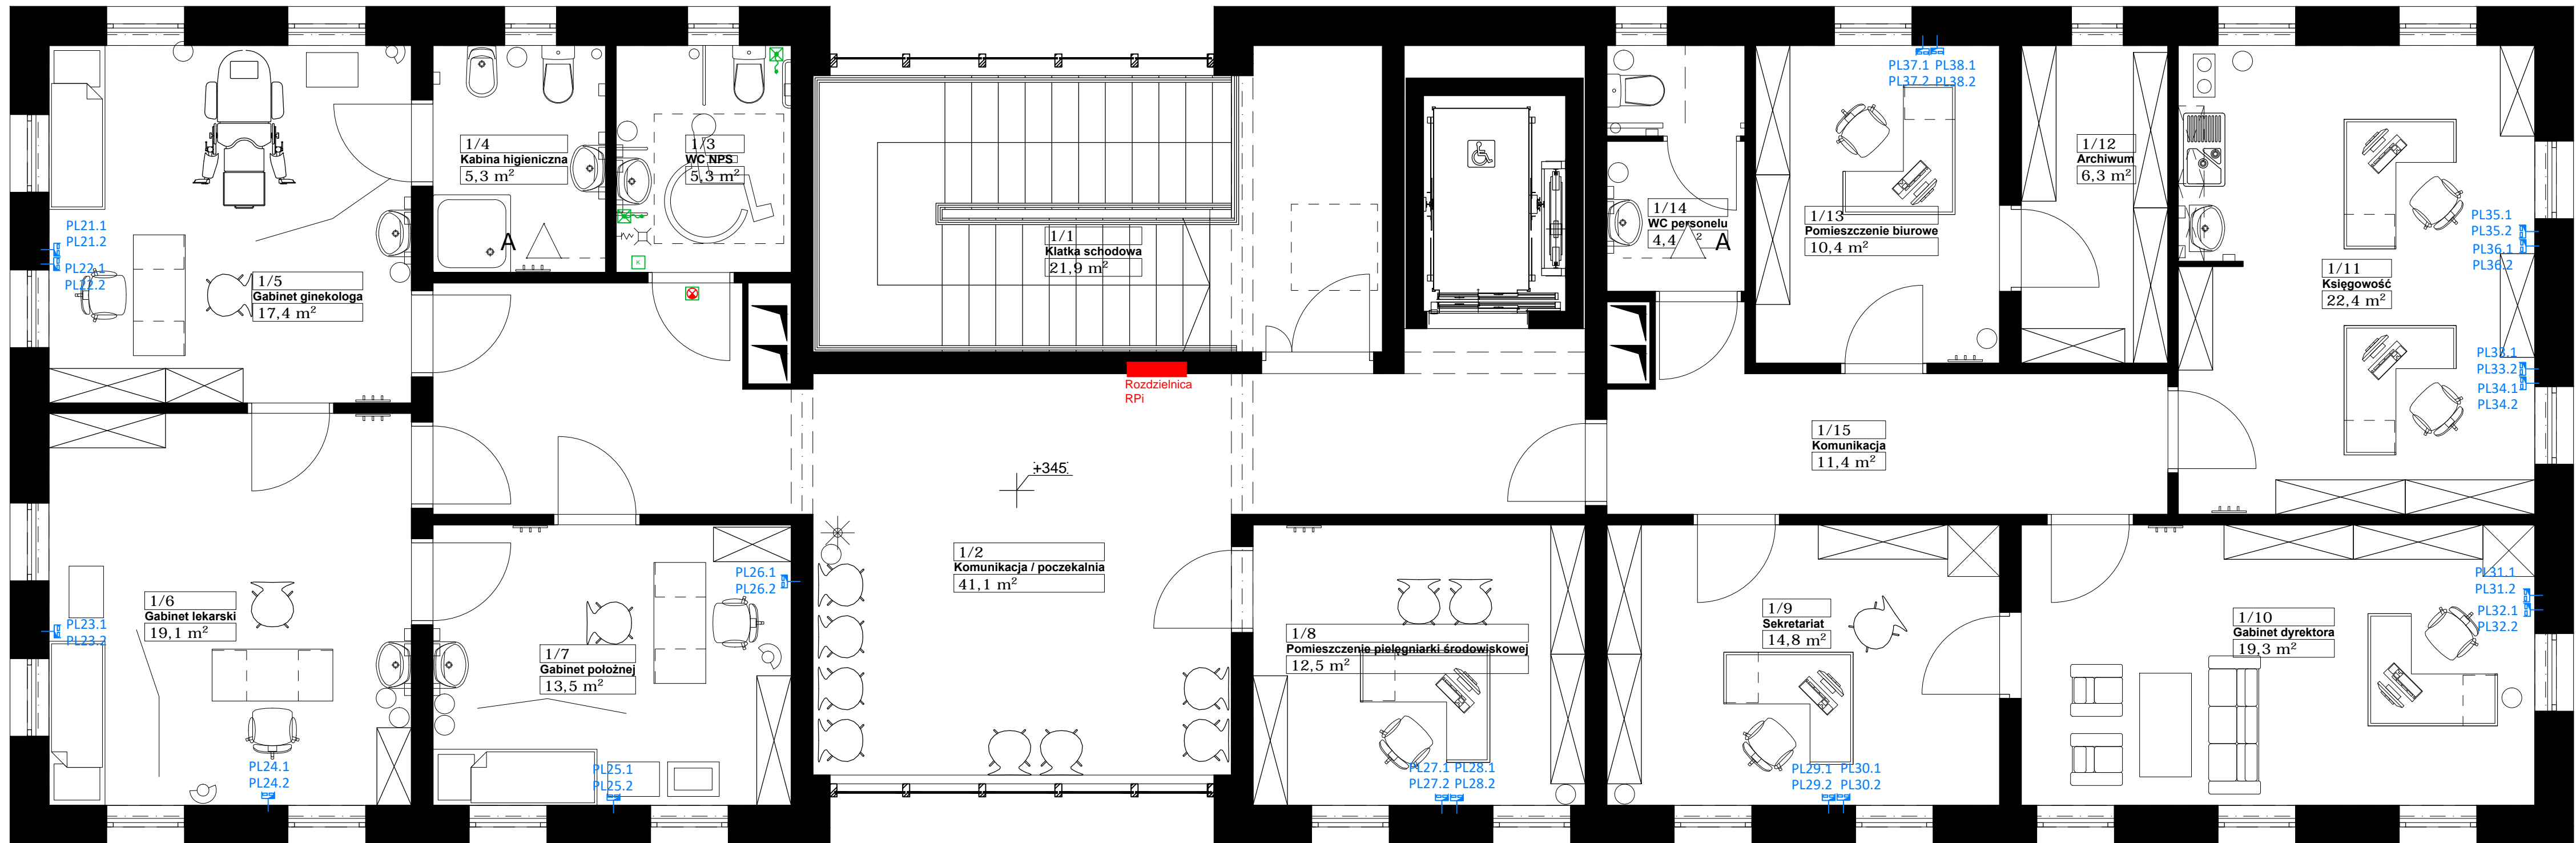 PL37.1 PL38.1
PL37.2 PL38.2
1/4
Kabina higieniczna
5,3 m²
1/3
WC NPS
5,3 m²
1/12
Archiwum
6,3 m²
PL21.1
PL21.2
PL22.1
PL22.2
A
1/1
Klatka schodowa
21,9 m²
1/14
WC personelu
4,4 m²
A
1/13
Pomieszczenie biurowe
10,4 m²
PL35.1
PL35.2
PL36.1
PL36.2
1/5
Gabinet ginekologa
17,4 m²
1/11
Księgowość
22,4 m²
PL33.1
PL33.2
PL34.1
PL34.2
Rozdzielnica
RPi
1/15
Komunikacja
11,4 m²
+345
1/2
Komunikacja / poczekalnia
41,1 m²
PL26.1
PL26.2
PL31.1
PL31.2
PL32.1
PL32.2
1/6
Gabinet lekarski
19,1 m²
PL23.1
PL23.2
1/7
Gabinet położnej
13,5 m²
1/8
Pomieszczenie pielęgniarki środowiskowej
12,5 m²
1/9
Sekretariat
14,8 m²
1/10
Gabinet dyrektora
19,3 m²
PL24.1
PL24.2
PL25.1
PL25.2
PL27.1 PL28.1
PL27.2 PL28.2
PL29.1 PL30.1
PL29.2 PL30.2